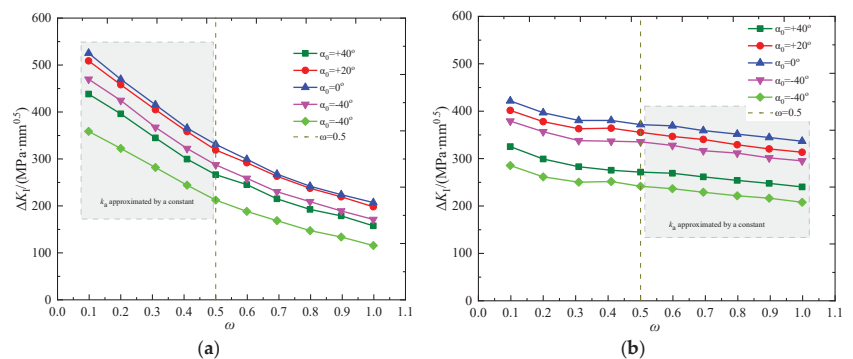 (a)
600
500
400
300
200
100
0
ΔK_I/(MPa·mm^0.5)
α₀=+40°
α₀=+20°
α₀=0°
α₀=-40°
α₀=-40°
ω=0.5
k_a approximated by a constant
0.0 0.1 0.2 0.3 0.4 0.5 0.6 0.7 0.8 0.9 1.0 1.1
ω
(a)
(b)
600
500
400
300
200
100
0
ΔK_I/(MPa·mm^0.5)
α₀=+40°
α₀=+20°
α₀=0°
α₀=-40°
α₀=-40°
ω=0.5
k_a approximated by a constant
0.0 0.1 0.2 0.3 0.4 0.5 0.6 0.7 0.8 0.9 1.0 1.1
ω
(b)